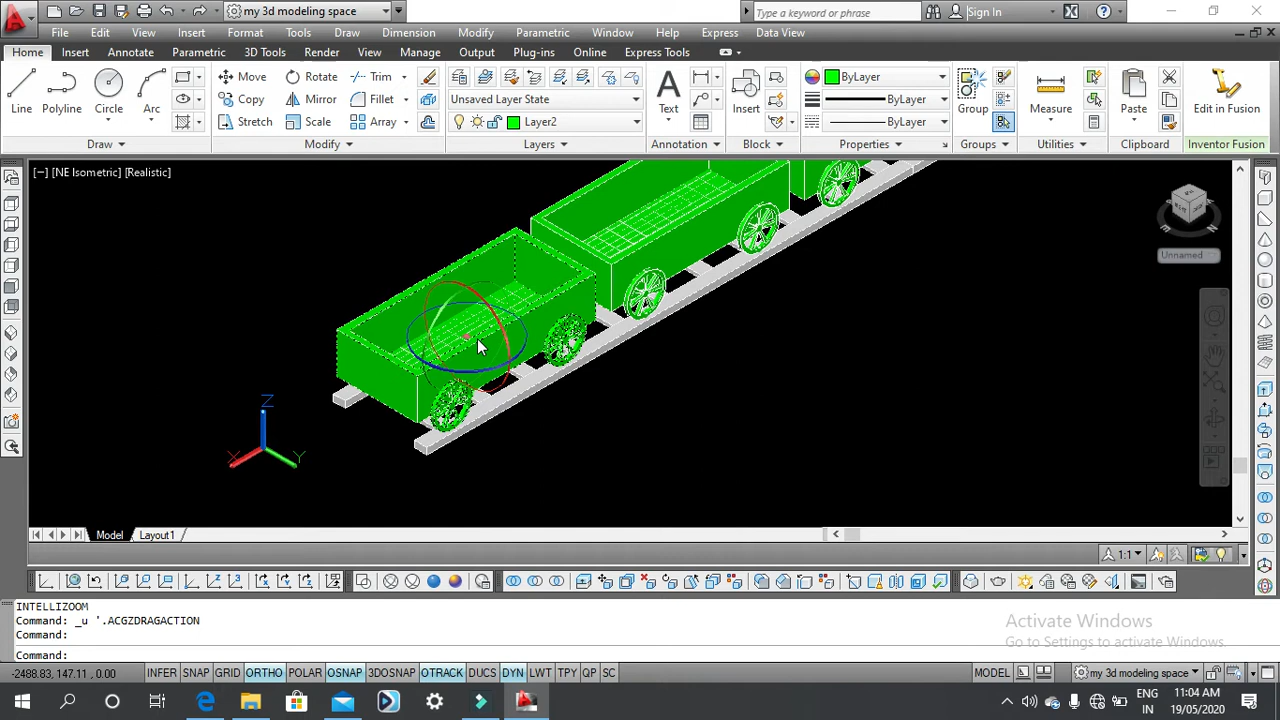 my 3d modeling space
Type a keyword or phrase
Sign In
File Edit View Insert Format Tools Draw Dimension Modify Parametric Window Help Express Data View
Home Insert Annotate Parametric 3D Tools Render View Manage Output Plug-ins Online Express Tools
Line Polyline Circle Arc
Move Rotate Trim
Copy Mirror Fillet
Stretch Scale Array
Unsaved Layer State
Layer2
Text
Insert
ByLayer
ByLayer
ByLayer
Group
Measure
Paste
Edit in Fusion
Draw Modify Layers Annotation Block Properties Groups Utilities Clipboard Inventor Fusion
[−] [NE Isometric] [Realistic]
Unnamed
Z
X Y
Model Layout1
1:1
INTELLIZOOM
Command: _u '.ACGZDRAGACTION
Command:
Command:
Activate Windows
Go to Settings to activate Windows.
-2488.83, 147.11, 0.00
INFER SNAP GRID ORTHO POLAR OSNAP 3DOSNAP OTRACK DUCS DYN LWT TPY QP SC
MODEL
my 3d modeling space
ENG
IN
11:04 AM
19/05/2020